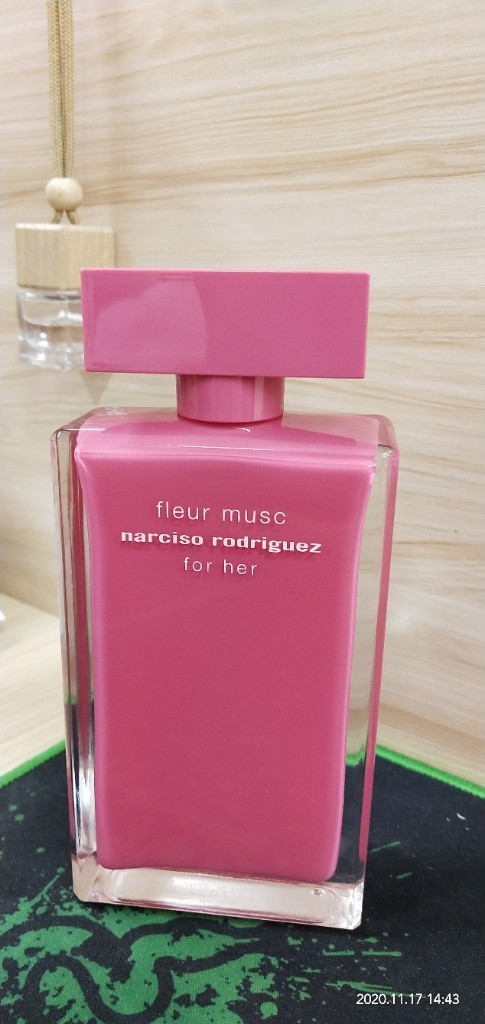 fleur musc
narciso rodriguez
for her
2020.11.17 14:43